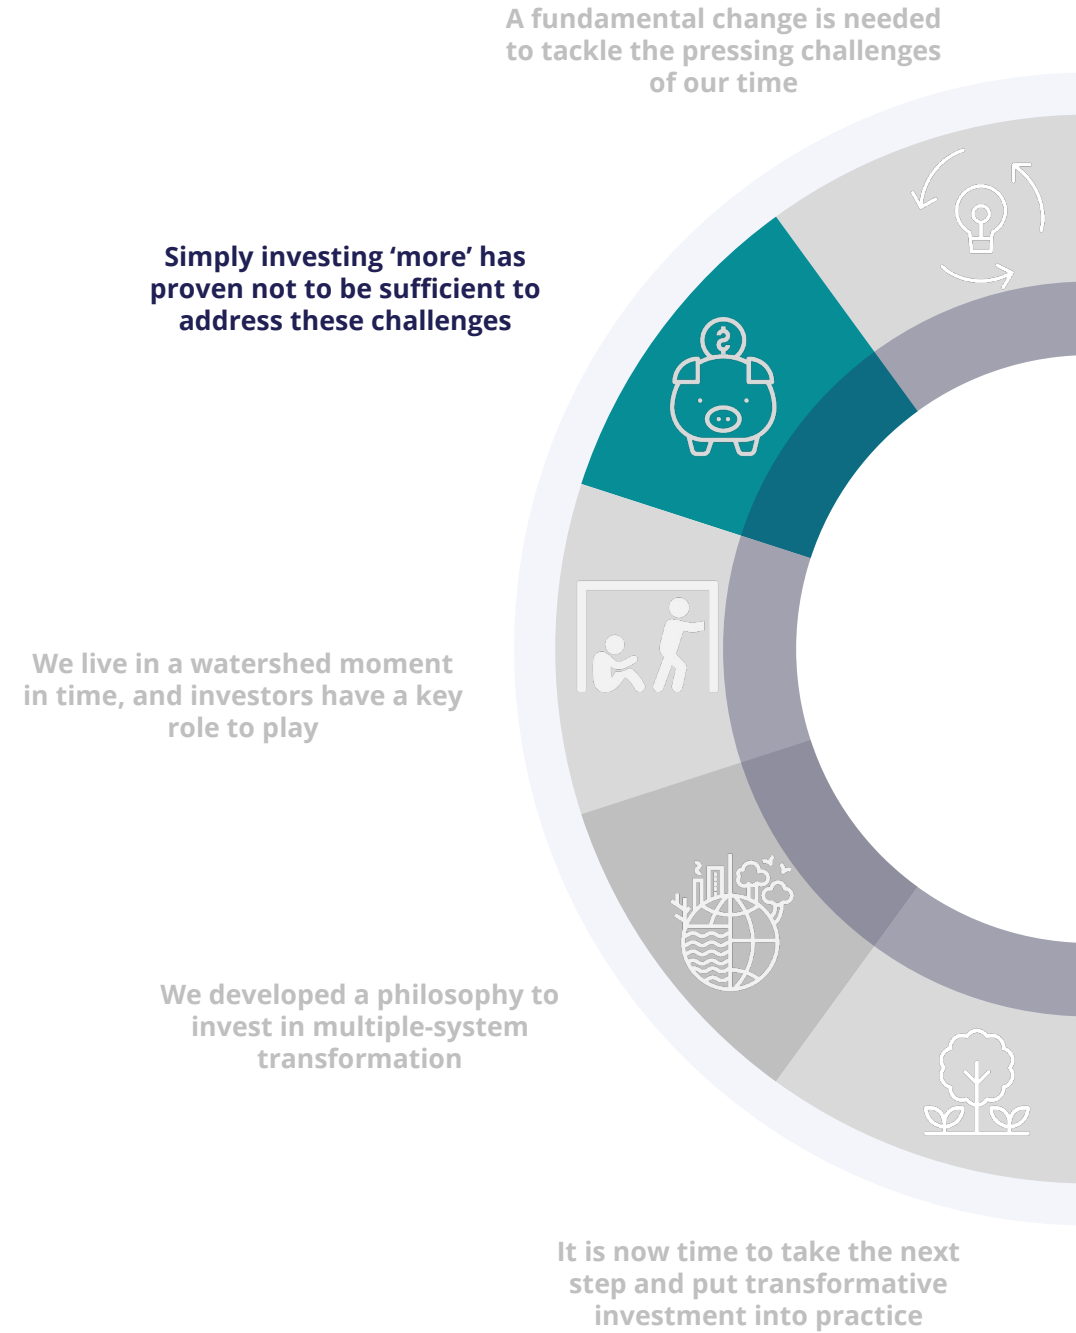 A fundamental change is needed
to tackle the pressing challenges
of our time
Simply investing ‘more’ has
proven not to be sufficient to
address these challenges
We live in a watershed moment
in time, and investors have a key
role to play
We developed a philosophy to
invest in multiple-system
transformation
It is now time to take the next
step and put transformative
investment into practice